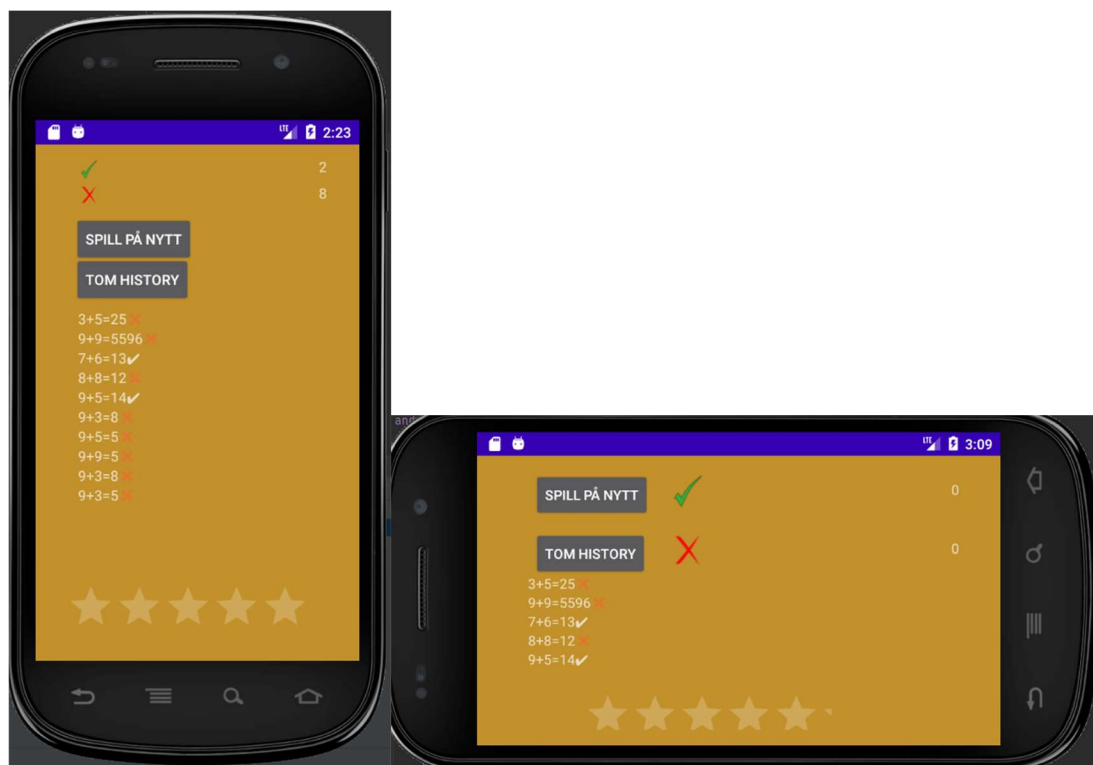 LTE 2:23
2
8
SPILL PÅ NYTT
TOM HISTORY
3+5=25❌
9+9=5596❌
7+6=13✔
8+8=12❌
9+5=14✔
9+3=8❌
9+5=5❌
9+9=5❌
9+3=8❌
9+3=5❌
and
LTE 3:09
SPILL PÅ NYTT 0
TOM HISTORY 0
3+5=25❌
9+9=5596❌
7+6=13✔
8+8=12❌
9+5=14✔